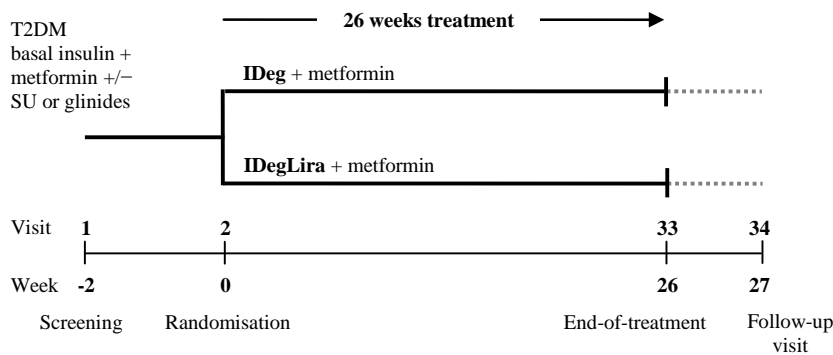 26 weeks treatment
T2DM
basal insulin +
metformin +/−
SU or glinides
IDeg + metformin
IDegLira + metformin
Visit 1 2 33 34
Week -2 0 26 27
Screening Randomisation End-of-treatment Follow-up
visit